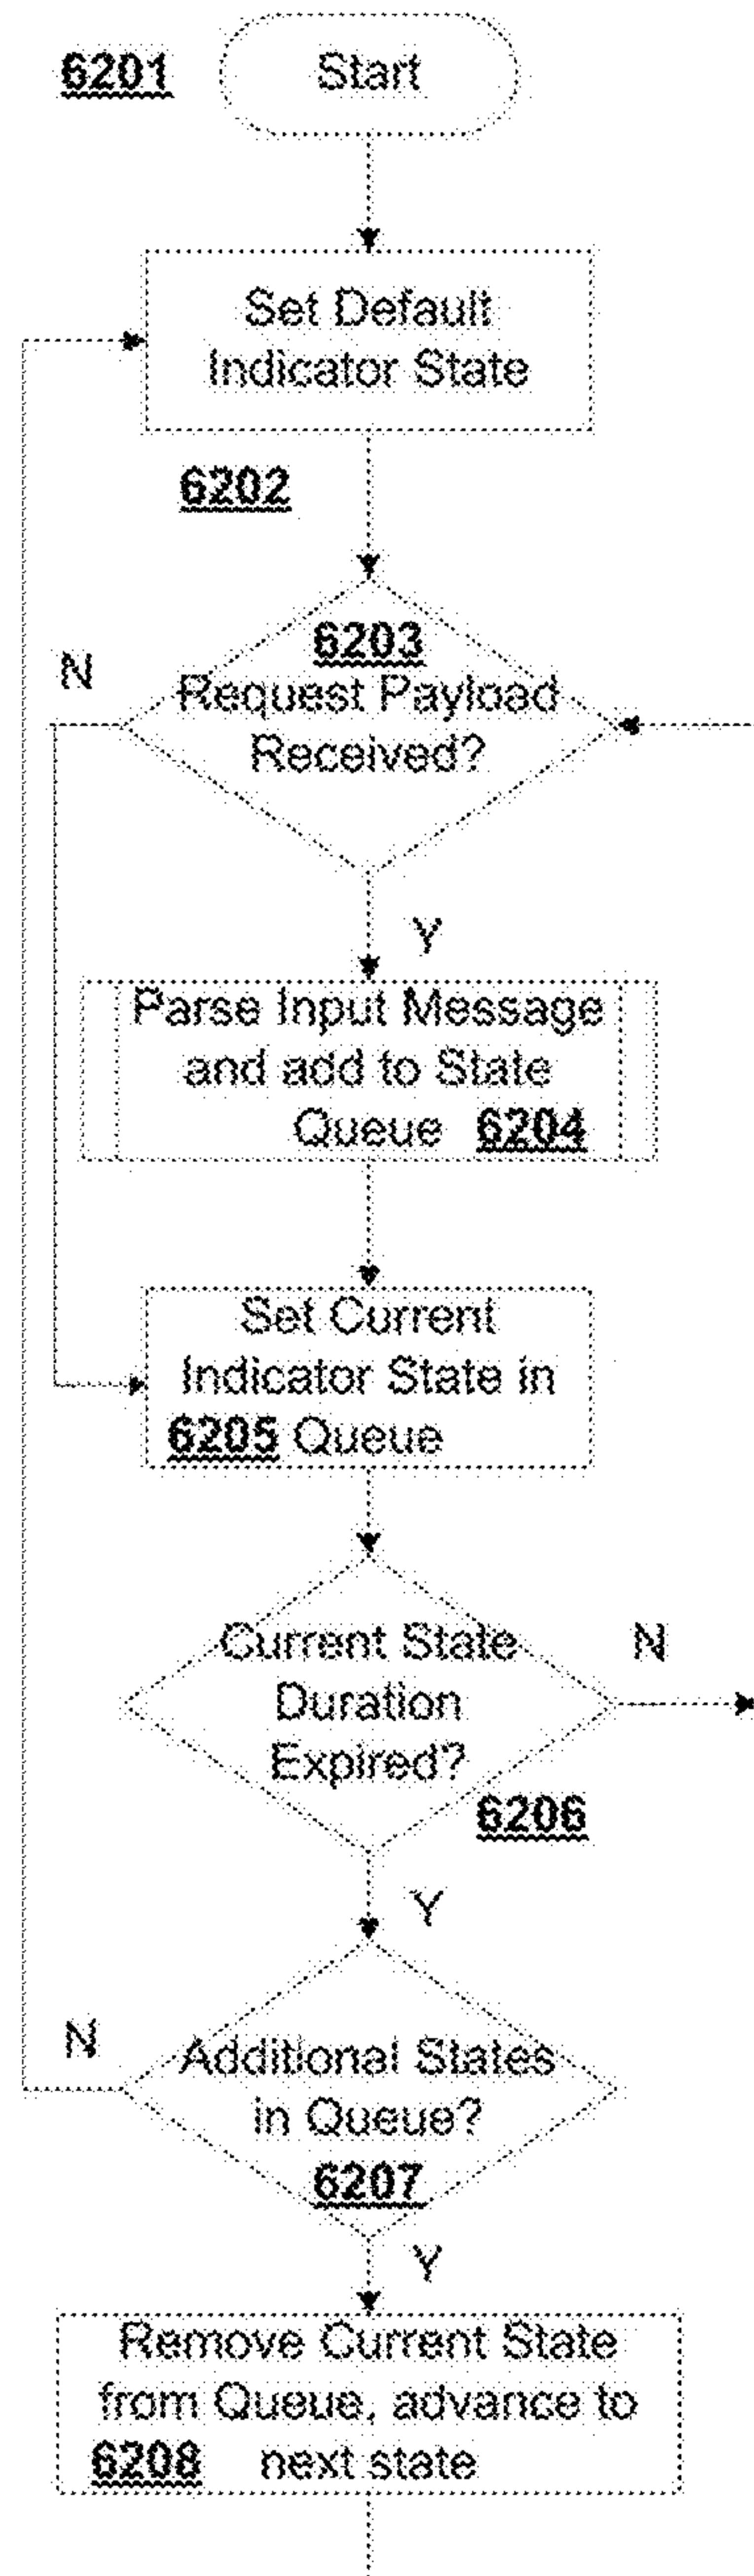 6201 Start
Set Default
Indicator State
6202
6203
N
Request Payload
Received?
Y
Parse Input Message
and add to State
Queue 6204
Set Current
Indicator State in
6205 Queue
Current State
N
Duration
Expired?
6206
Y
N
Additional States
in Queue?
6207
Y
Remove Current State
from Queue, advance to
6208 next state